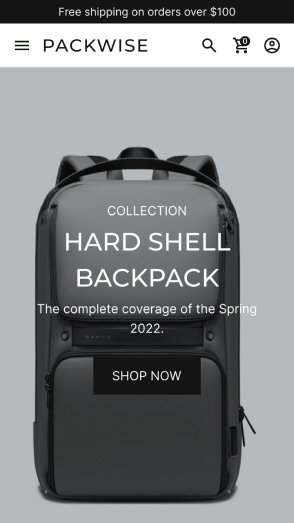 Free shipping on orders over $100
PACKWISE
0
COLLECTION
HARD SHELL
BACKPACK
The complete coverage of the Spring
2022.
SHOP NOW